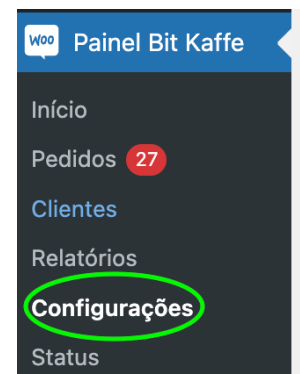 Woo Painel Bit Kaffe
Início
Pedidos 27
Clientes
Relatórios
Configurações
Status